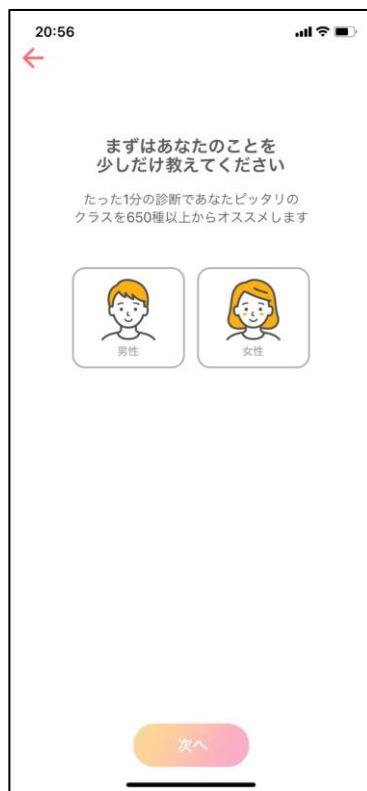 20:56
まずはあなたのことを
少しだけ教えてください
たった1分の診断であなたピッタリの
クラスを650種以上からオススメします
男性
女性
次へ